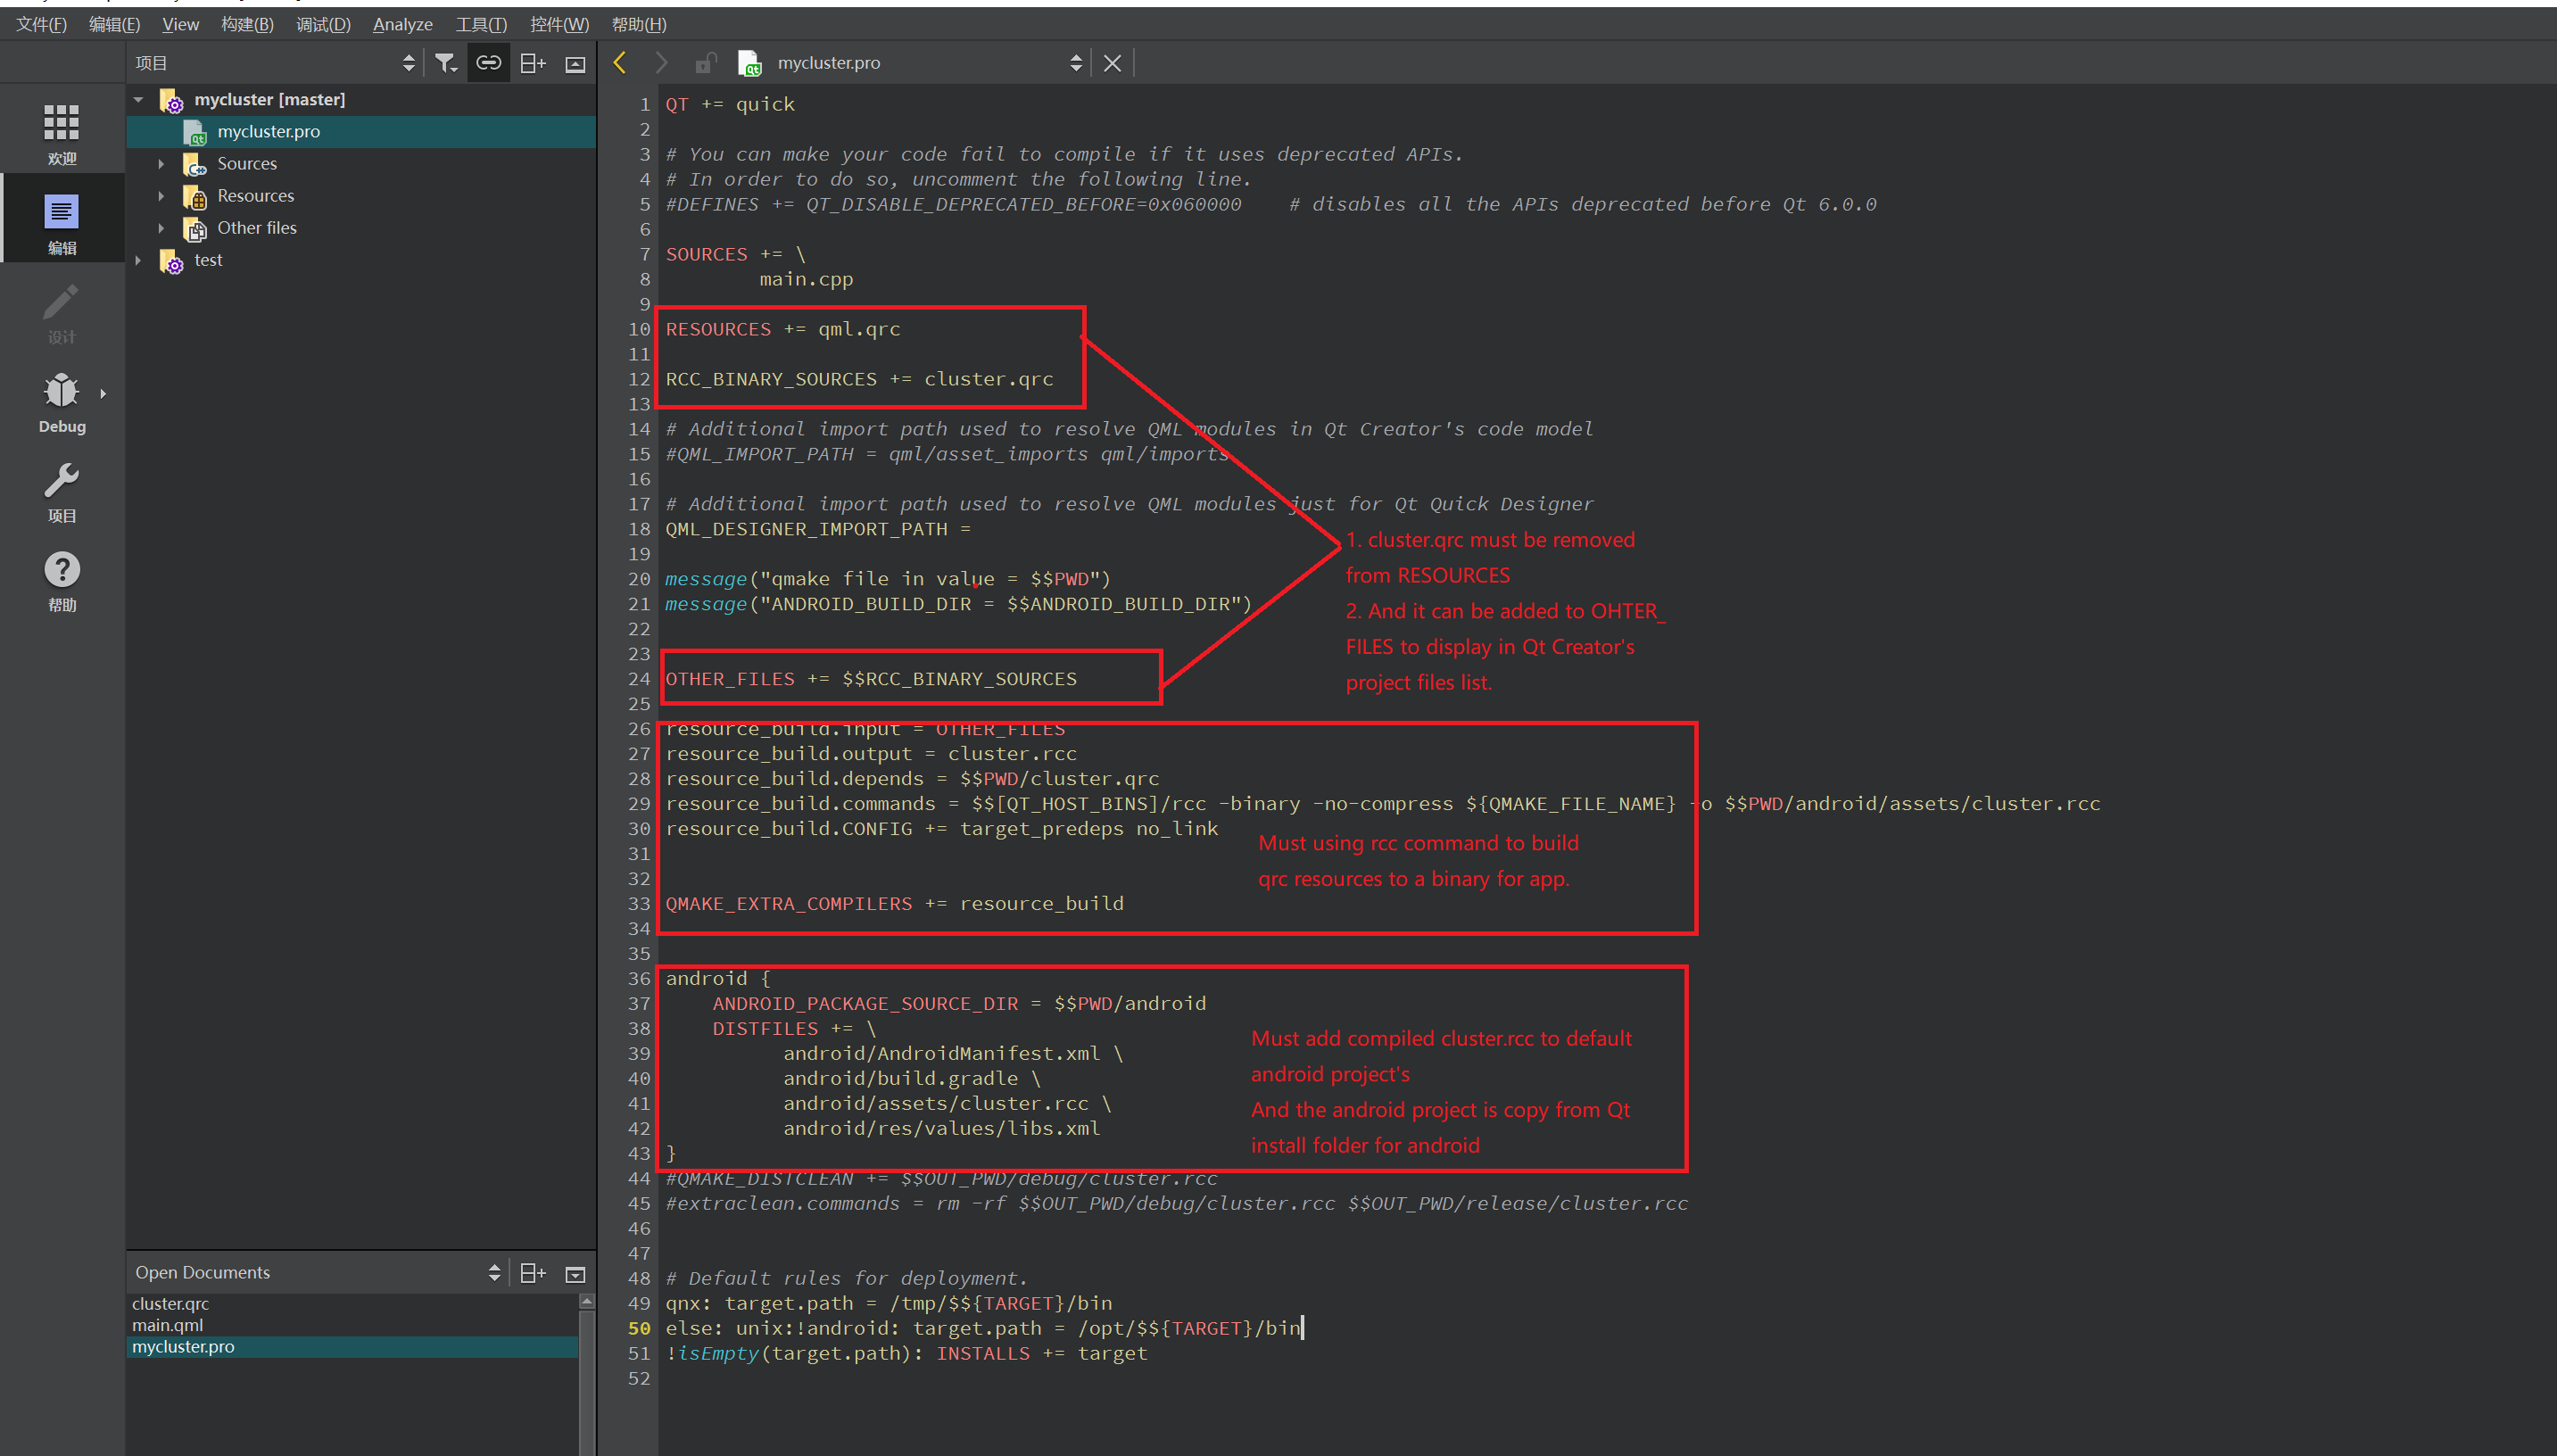 文件(F) 编辑(E) View 构建(B) 调试(D) Analyze 工具(T) 控件(W) 帮助(H)
项目
mycluster.pro
mycluster [master]
mycluster.pro
Sources
Resources
Other files
test
欢迎
编辑
设计
Debug
项目
帮助
Open Documents
cluster.qrc
main.qml
mycluster.pro
1 QT += quick
2
3 # You can make your code fail to compile if it uses deprecated APIs.
4 # In order to do so, uncomment the following line.
5 #DEFINES += QT_DISABLE_DEPRECATED_BEFORE=0x060000    # disables all the APIs deprecated before Qt 6.0.0
6
7 SOURCES += \
8         main.cpp
9
10 RESOURCES += qml.qrc
11
12 RCC_BINARY_SOURCES += cluster.qrc
13
14 # Additional import path used to resolve QML modules in Qt Creator's code model
15 #QML_IMPORT_PATH = qml/asset_imports qml/imports
16
17 # Additional import path used to resolve QML modules just for Qt Quick Designer
18 QML_DESIGNER_IMPORT_PATH =
19
20 message("qmake file in value = $$PWD")
21 message("ANDROID_BUILD_DIR = $$ANDROID_BUILD_DIR")
22
23
24 OTHER_FILES += $$RCC_BINARY_SOURCES
25
26 resource_build.input = OTHER_FILES
27 resource_build.output = cluster.rcc
28 resource_build.depends = $$PWD/cluster.qrc
29 resource_build.commands = $$[QT_HOST_BINS]/rcc -binary -no-compress ${QMAKE_FILE_NAME} -o $$PWD/android/assets/cluster.rcc
30 resource_build.CONFIG += target_predeps no_link
31
32
33 QMAKE_EXTRA_COMPILERS += resource_build
34
35
36 android {
37     ANDROID_PACKAGE_SOURCE_DIR = $$PWD/android
38     DISTFILES += \
39           android/AndroidManifest.xml \
40           android/build.gradle \
41           android/assets/cluster.rcc \
42           android/res/values/libs.xml
43 }
44 #QMAKE_DISTCLEAN += $$OUT_PWD/debug/cluster.rcc
45 #extraclean.commands = rm -rf $$OUT_PWD/debug/cluster.rcc $$OUT_PWD/release/cluster.rcc
46
47
48 # Default rules for deployment.
49 qnx: target.path = /tmp/$${TARGET}/bin
50 else: unix:!android: target.path = /opt/$${TARGET}/bin
51 !isEmpty(target.path): INSTALLS += target
52
1. cluster.qrc must be removed
from RESOURCES
2. And it can be added to OHTER_
FILES to display in Qt Creator's
project files list.
Must using rcc command to build
qrc resources to a binary for app.
Must add compiled cluster.rcc to default
android project's
And the android project is copy from Qt
install folder for android